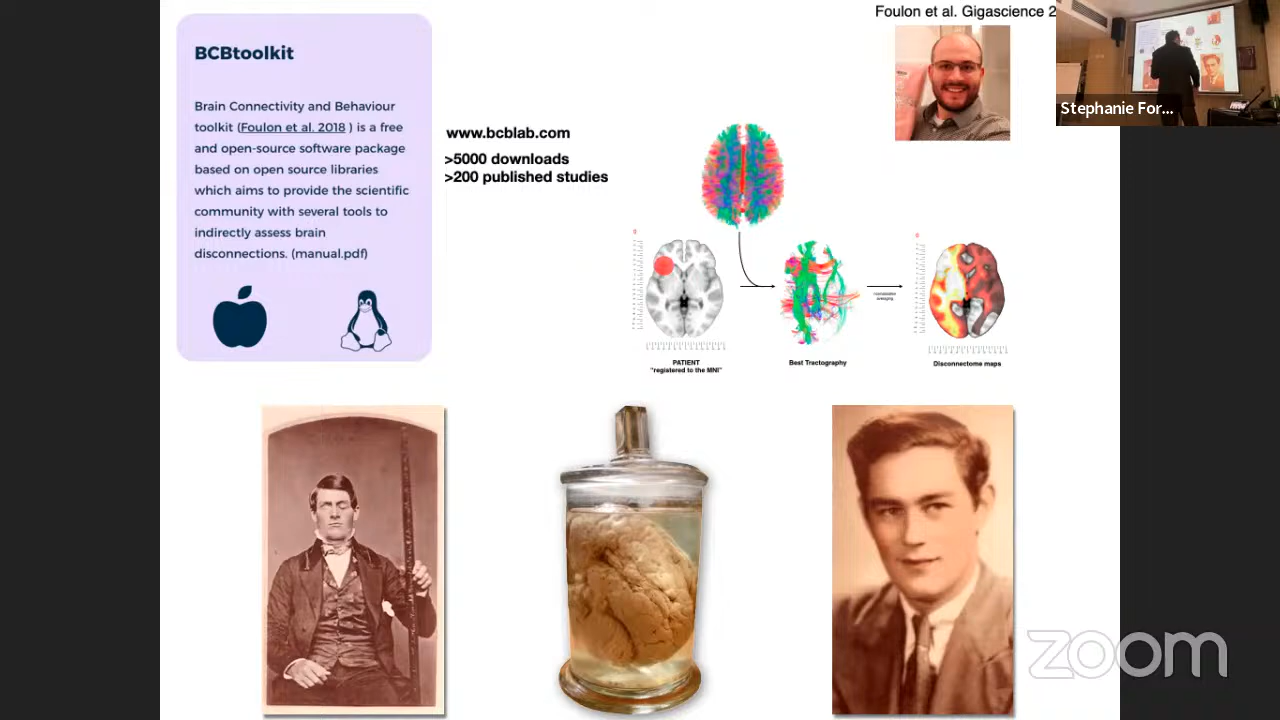 Foulon et al. Gigascience 2
BCBtoolkit
Brain Connectivity and Behaviour
toolkit (Foulon et al. 2018 ) is a free
and open-source software package
based on open source libraries
which aims to provide the scientific
community with several tools to
indirectly assess brain
disconnections. (manual.pdf)
www.bcblab.com
>5000 downloads
>200 published studies
Stephanie For...
PATIENT
"registered to the MNI"
Best Tractography
Disconnectome maps
zoom